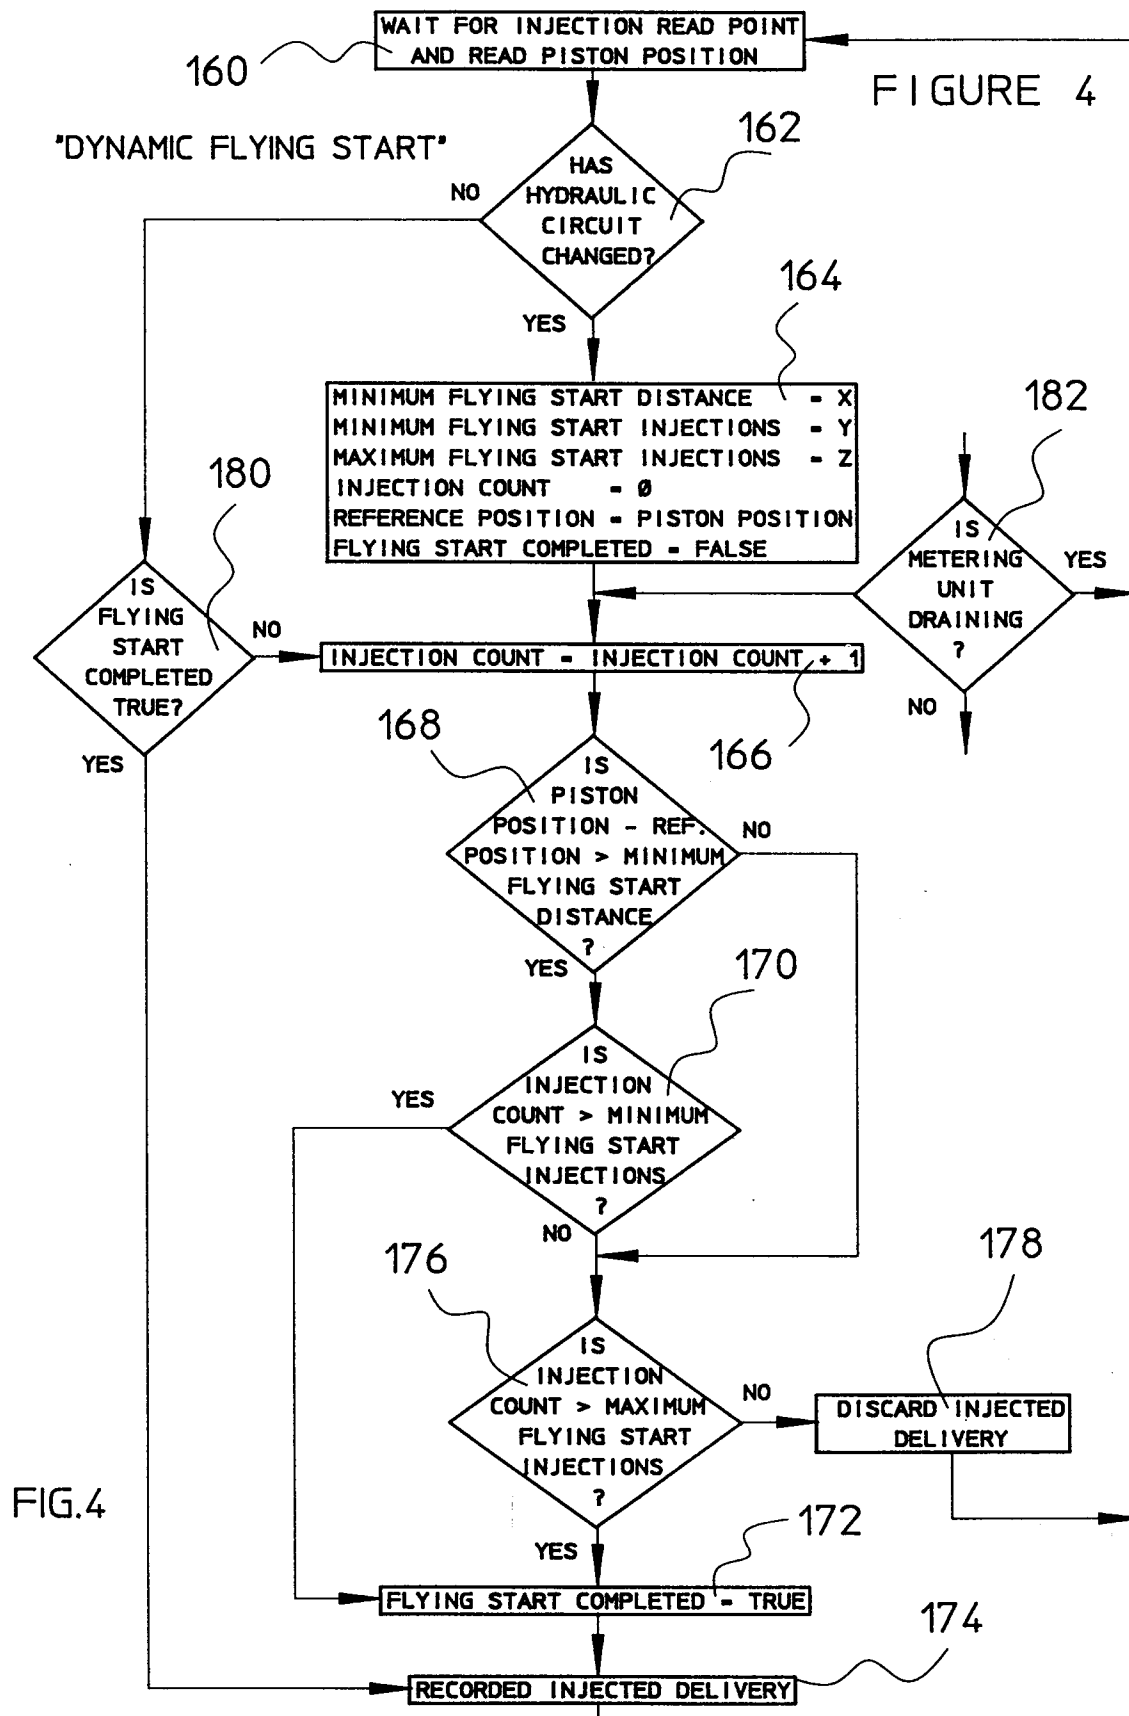 WAIT FOR INJECTION READ POINT
AND READ PISTON POSITION
160
FIGURE 4
"DYNAMIC FLYING START"
162
HAS
HYDRAULIC
CIRCUIT
CHANGED?
NO
YES
164
MINIMUM FLYING START DISTANCE = X
MINIMUM FLYING START INJECTIONS = Y
MAXIMUM FLYING START INJECTIONS = Z
INJECTION COUNT = Ø
REFERENCE POSITION = PISTON POSITION
FLYING START COMPLETED = FALSE
182
IS
METERING
UNIT
DRAINING
?
YES
NO
180
IS
FLYING
START
COMPLETED
TRUE?
NO
YES
INJECTION COUNT = INJECTION COUNT + 1
166
168
IS
PISTON
POSITION - REF.
POSITION > MINIMUM
FLYING START
DISTANCE
?
NO
YES
170
IS
INJECTION
COUNT > MINIMUM
FLYING START
INJECTIONS
?
YES
NO
176
IS
INJECTION
COUNT > MAXIMUM
FLYING START
INJECTIONS
?
NO
YES
178
DISCARD INJECTED
DELIVERY
FIG.4
172
FLYING START COMPLETED = TRUE
174
RECORDED INJECTED DELIVERY